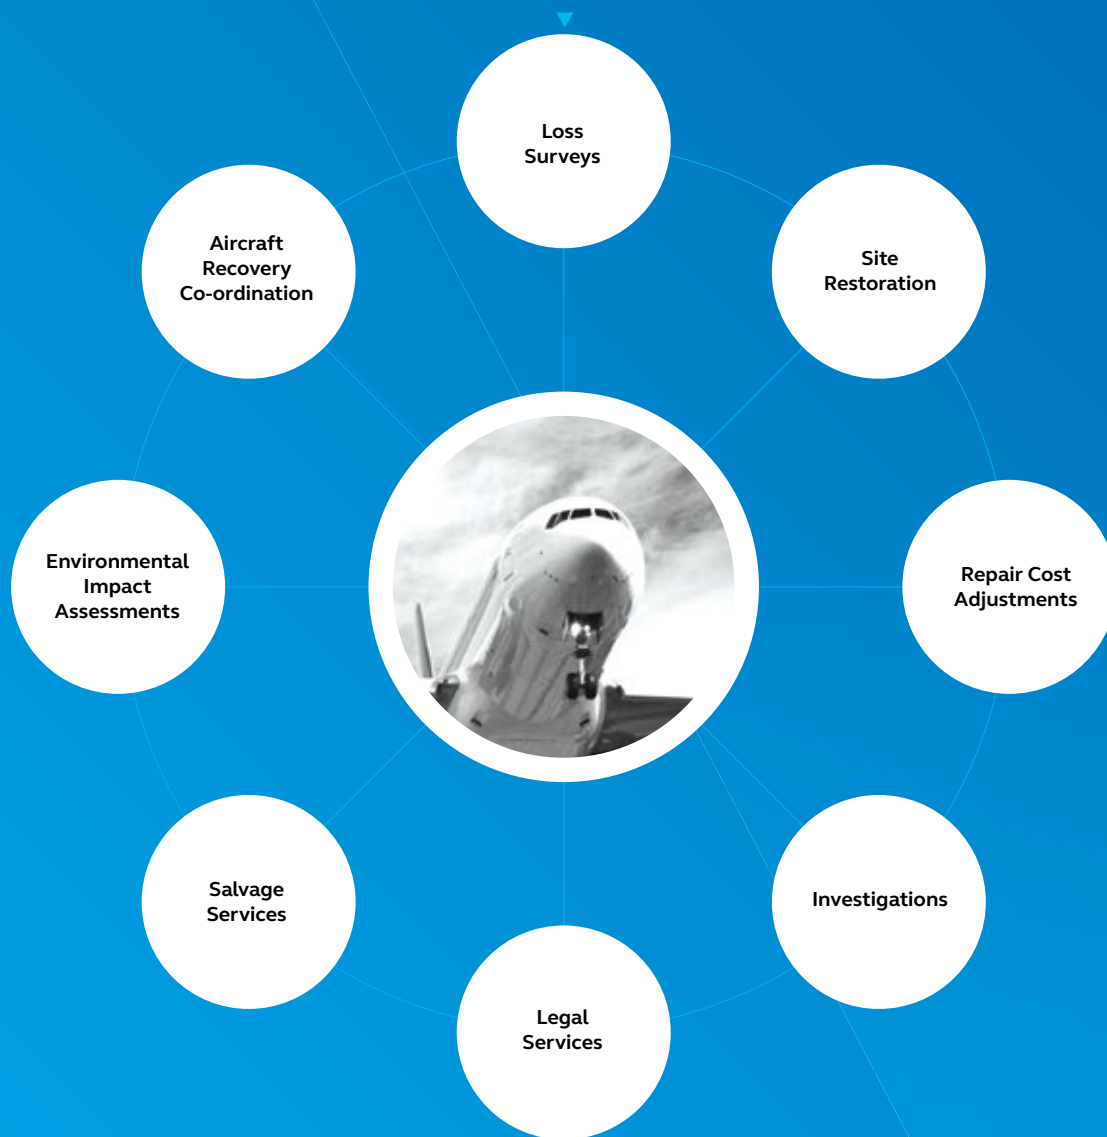 Loss
Surveys
Site
Restoration
Repair Cost
Adjustments
Investigations
Legal
Services
Salvage
Services
Environmental
Impact
Assessments
Aircraft
Recovery
Co-ordination